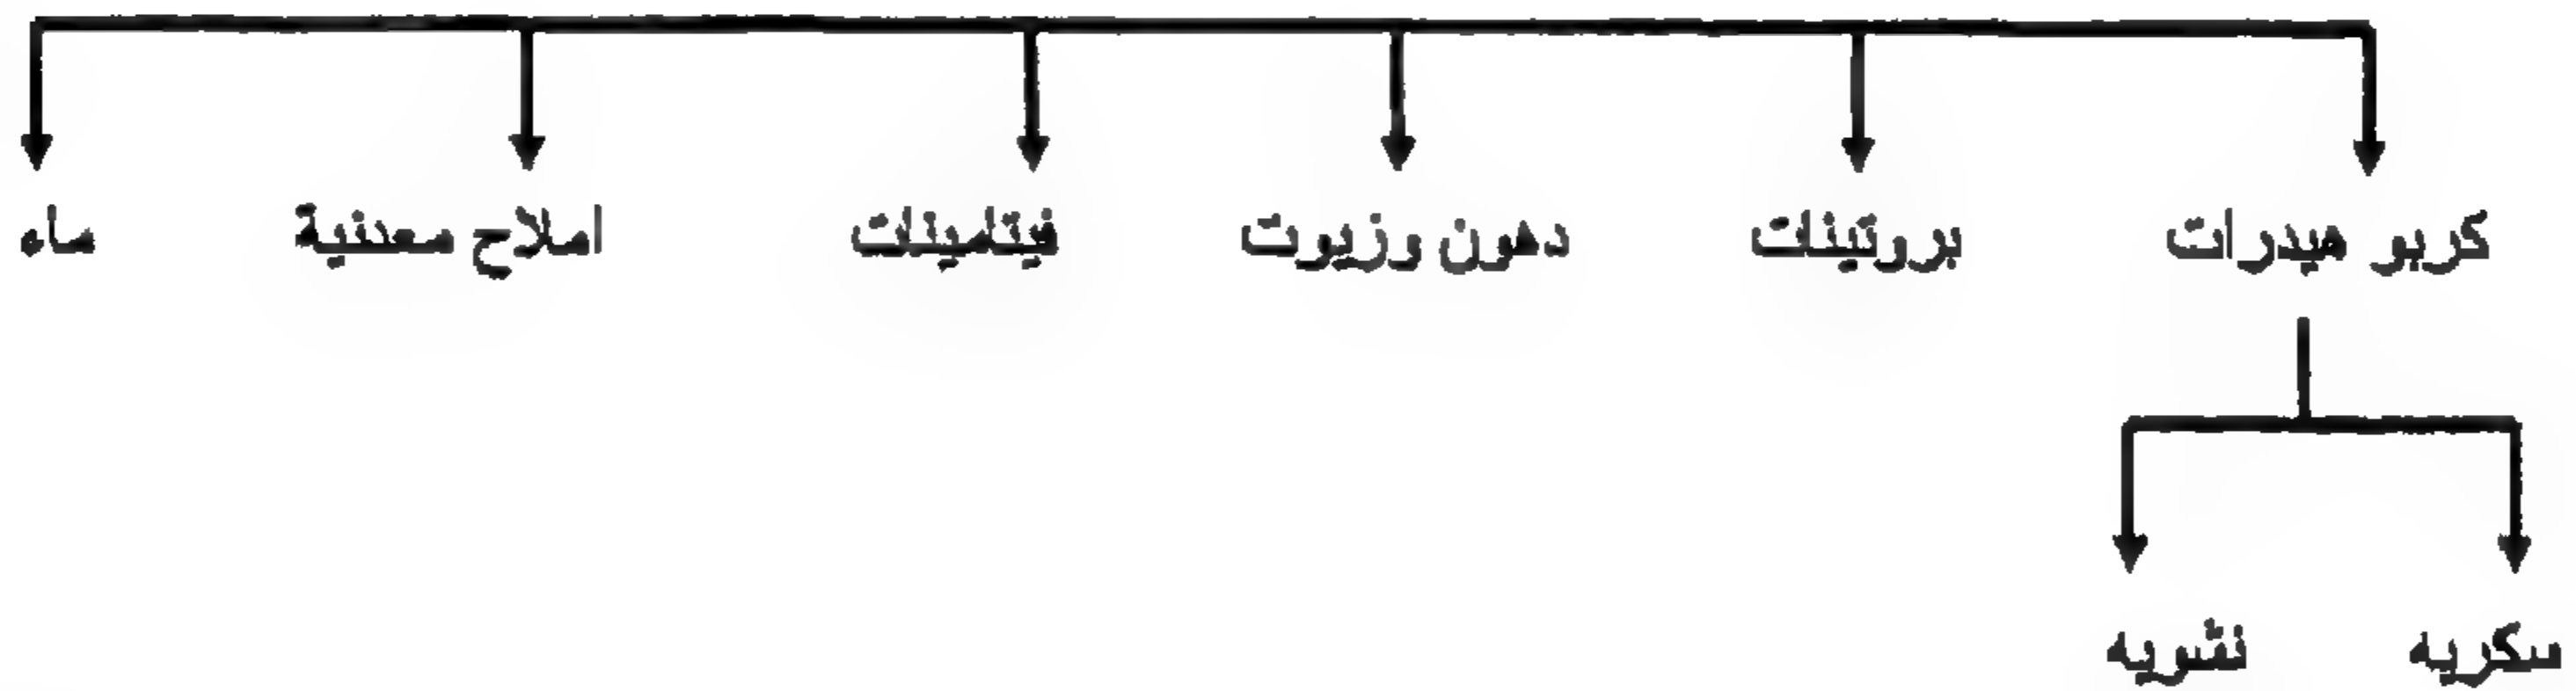 كربو هيدرات بروتينات دهون وزيوت فيتامينات املاح معدنية ماء
سكريه نشويه